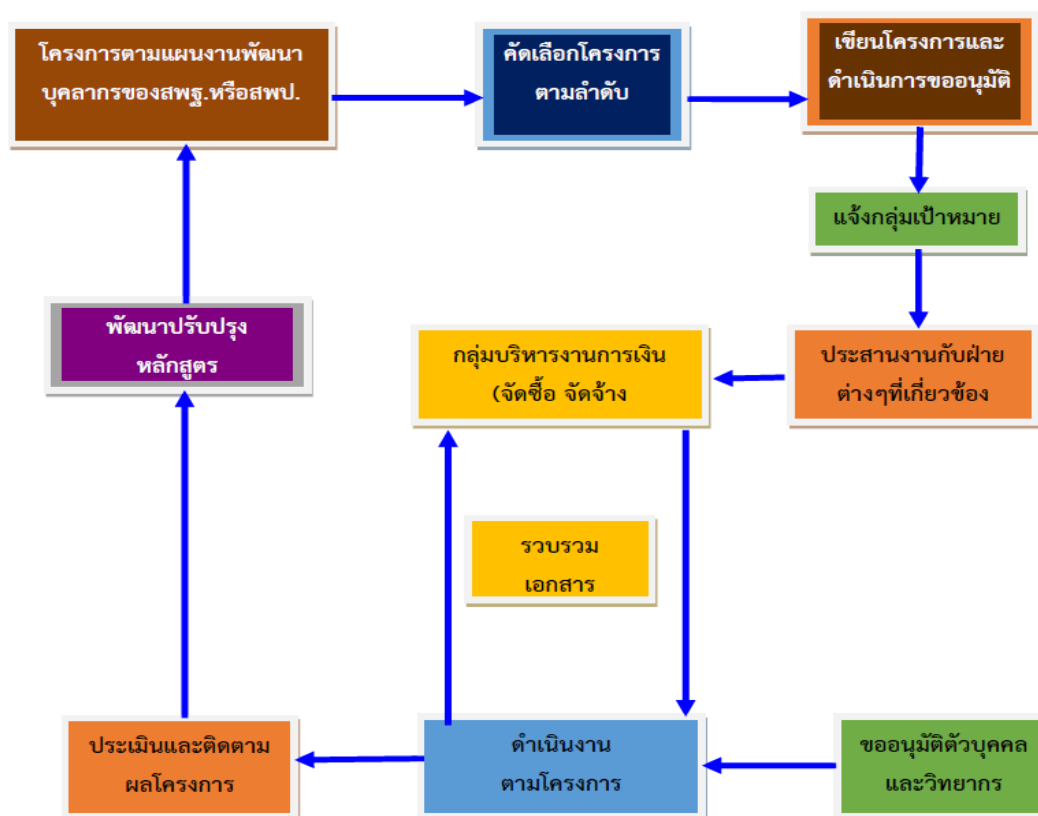 โครงการตามแผนงานพัฒนา
บุคลากรของสพฐ.หรือสพป.
คัดเลือกโครงการ
ตามลำดับ
เขียนโครงการและ
ดำเนินการขออนุมัติ
แจ้งกลุ่มเป้าหมาย
พัฒนาปรับปรุง
หลักสูตร
กลุ่มบริหารงานการเงิน
(จัดซื้อ จัดจ้าง
ประสานงานกับฝ่าย
ต่างๆที่เกี่ยวข้อง
รวบรวม
เอกสาร
ประเมินและติดตาม
ผลโครงการ
ดำเนินงาน
ตามโครงการ
ขออนุมัติตัวบุคคล
และวิทยากร